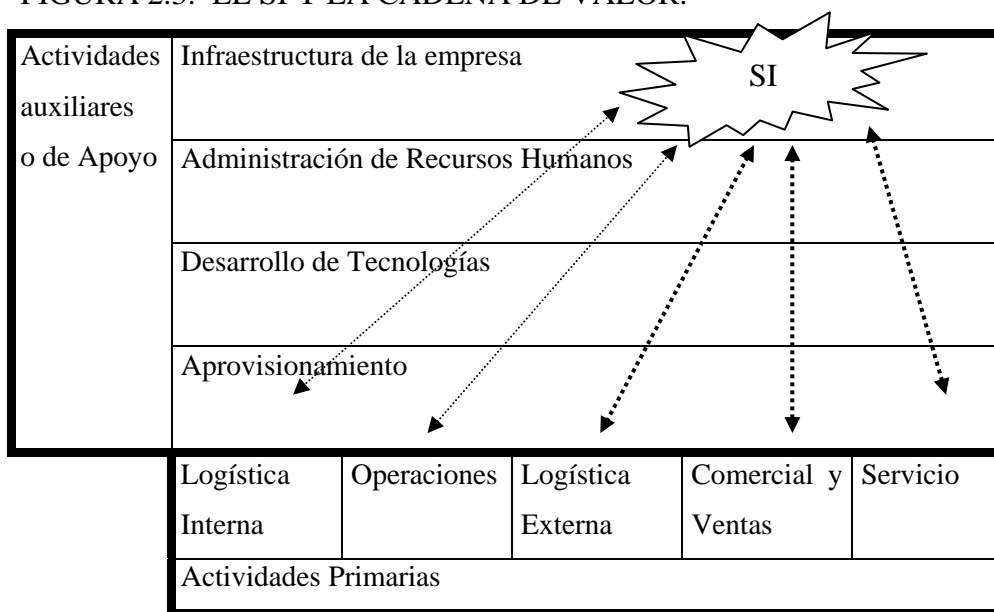 FIGURA 2.3. EL SI Y LA CADENA DE VALOR.
Actividades
auxiliares
o de Apoyo
Infraestructura de la empresa
SI
Administración de Recursos Humanos
Desarrollo de Tecnologías
Aprovisionamiento
Logística
Interna
Operaciones
Logística
Externa
Comercial y
Ventas
Servicio
Actividades Primarias